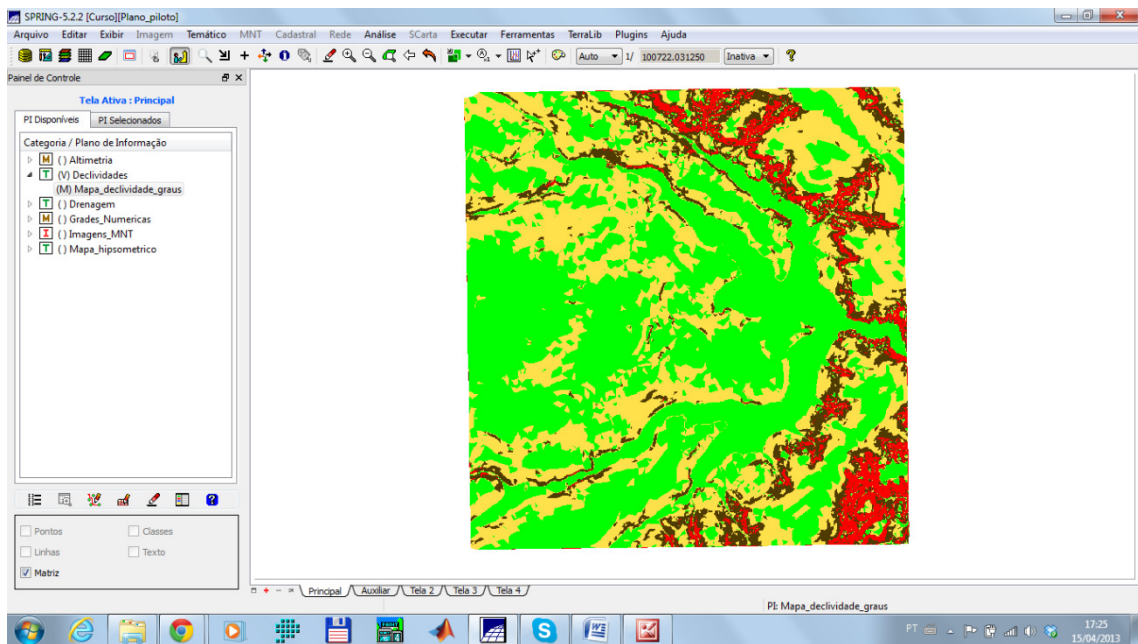 SPRING-5.2.2 [Curso][Plano_piloto]
Arquivo Editar Exibir Imagem Temático MNT Cadastral Rede Análise SCarta Executar Ferramentas TerraLib Plugins Ajuda
Auto 1/ 100722.031250 Inativa
Painel de Controle
Tela Ativa : Principal
PI Disponíveis PI Selecionados
Categoria / Plano de Informação
M ( ) Altimetria
T (V) Declividades
(M) Mapa_declividade_graus
T ( ) Drenagem
M ( ) Grades_Numericas
I ( ) Imagens_MNT
T ( ) Mapa_hipsometrico
Pontos Classes
Linhas Texto
Matriz
Principal Auxiliar Tela 2 Tela 3 Tela 4
PI: Mapa_declividade_graus
PT 17:25
15/04/2013